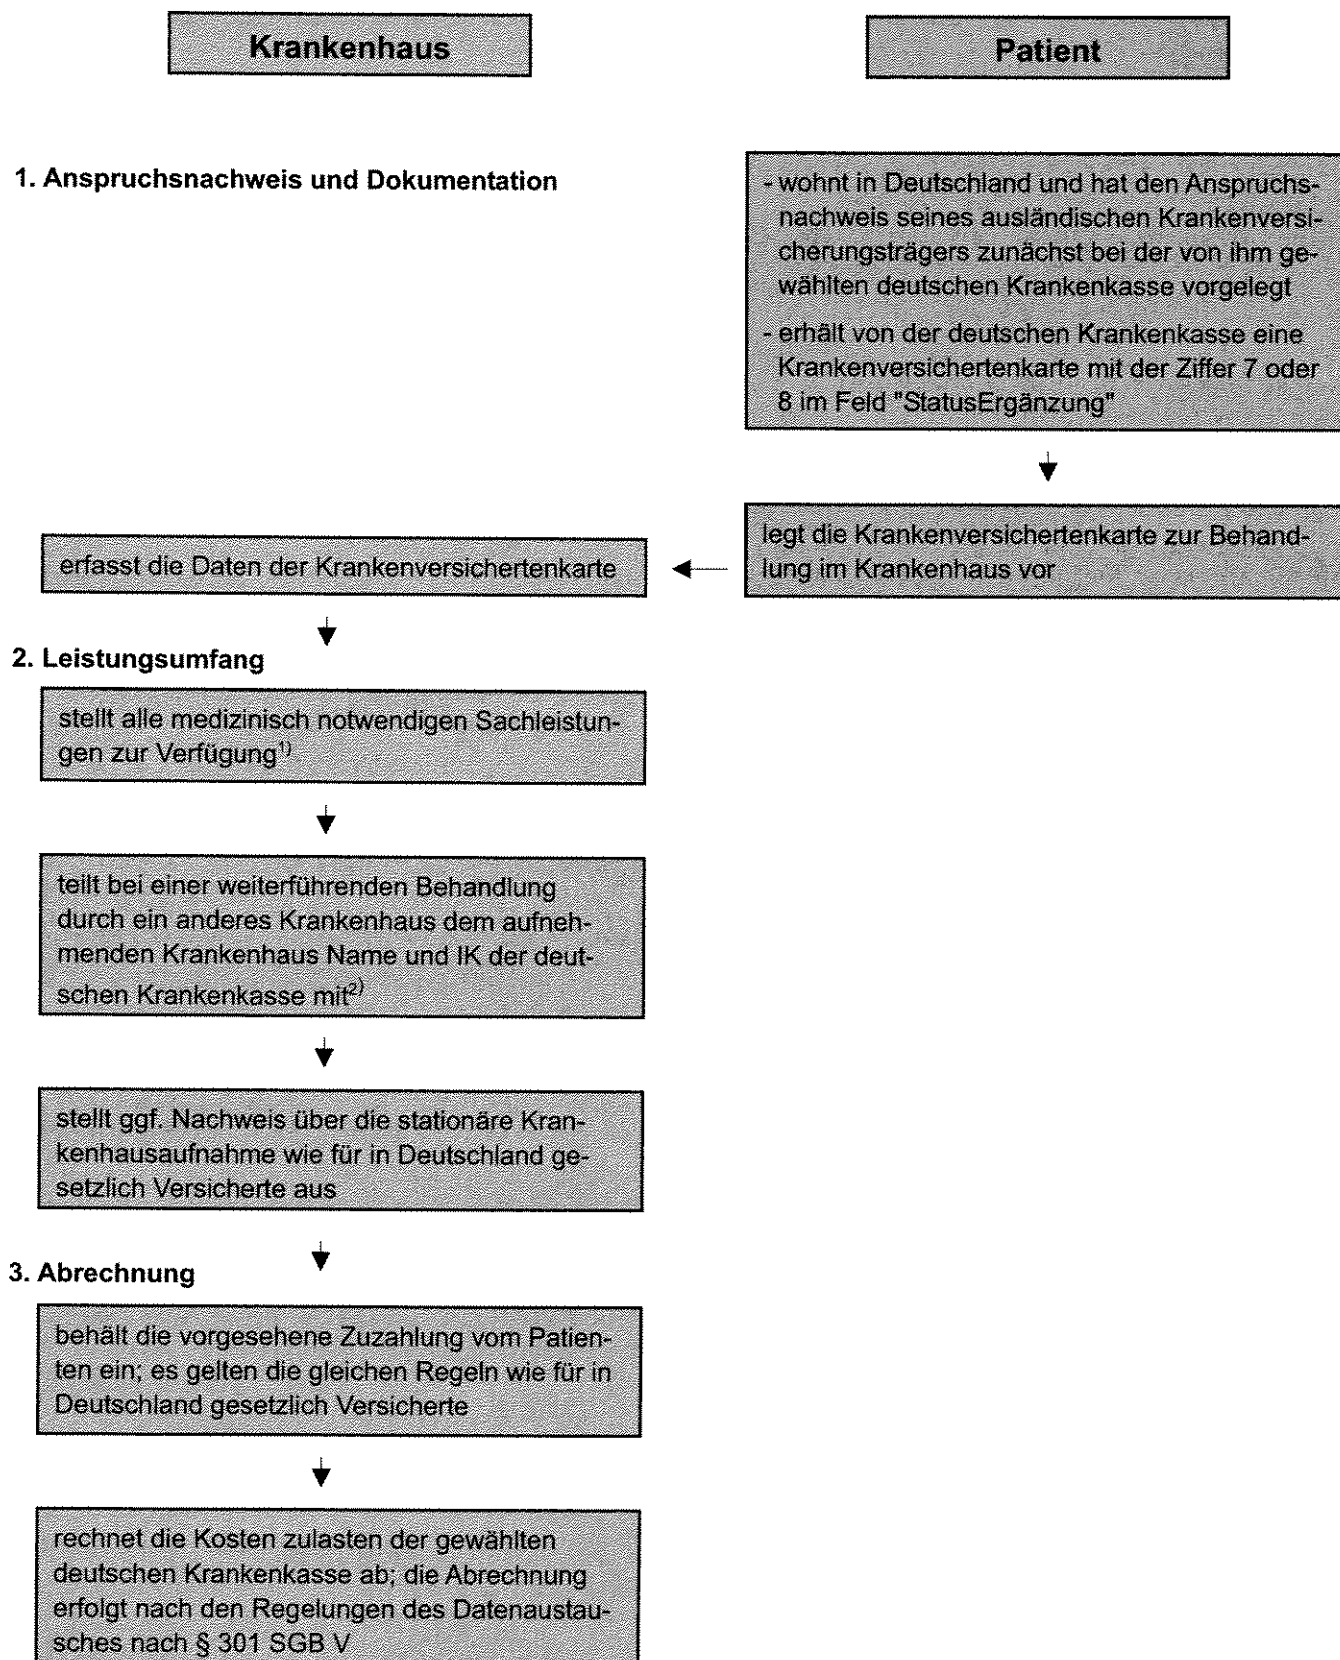 Krankenhaus
Patient
1. Anspruchsnachweis und Dokumentation
- wohnt in Deutschland und hat den Anspruchs-
nachweis seines ausländischen Krankenversi-
cherungsträgers zunächst bei der von ihm ge-
wählten deutschen Krankenkasse vorgelegt
- erhält von der deutschen Krankenkasse eine
Krankenversichertenkarte mit der Ziffer 7 oder
8 im Feld "StatusErgänzung"
legt die Krankenversichertenkarte zur Behand-
lung im Krankenhaus vor
erfasst die Daten der Krankenversichertenkarte
2. Leistungsumfang
stellt alle medizinisch notwendigen Sachleistun-
gen zur Verfügung1)
teilt bei einer weiterführenden Behandlung
durch ein anderes Krankenhaus dem aufneh-
menden Krankenhaus Name und IK der deut-
schen Krankenkasse mit2)
stellt ggf. Nachweis über die stationäre Kran-
kenhausaufnahme wie für in Deutschland ge-
setzlich Versicherte aus
3. Abrechnung
behält die vorgesehene Zuzahlung vom Patien-
ten ein; es gelten die gleichen Regeln wie für in
Deutschland gesetzlich Versicherte
rechnet die Kosten zulasten der gewählten
deutschen Krankenkasse ab; die Abrechnung
erfolgt nach den Regelungen des Datenaustau-
sches nach § 301 SGB V